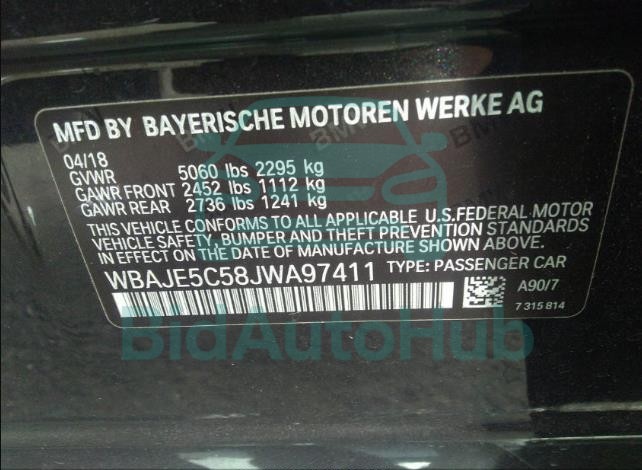 MFD BY BAYERISCHE MOTOREN WERKE AG
04/18
GVWR 5060 lbs 2295 kg
GAWR FRONT 2452 lbs 1112 kg
GAWR REAR 2736 lbs 1241 kg
THIS VEHICLE CONFORMS TO ALL APPLICABLE U.S.FEDERAL MOTOR
VEHICLE SAFETY, BUMPER AND THEFT PREVENTION STANDARDS
IN EFFECT ON THE DATE OF MANUFACTURE SHOWN ABOVE.
WBAJE5C58JWA97411 TYPE: PASSENGER CAR
A90/7
7 315 814
BidAutoHub